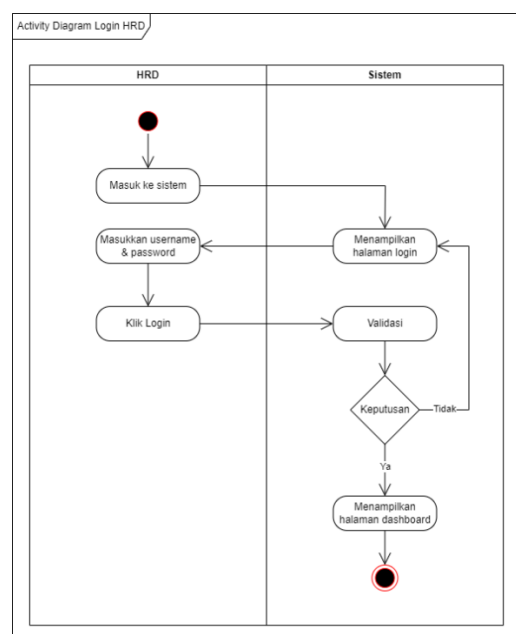 Activity Diagram Login HRD
HRD
Sistem
Masuk ke sistem
Masukkan username
& password
Menampilkan
halaman login
Klik Login
Validasi
Keputusan
Tidak
Ya
Menampilkan
halaman dashboard